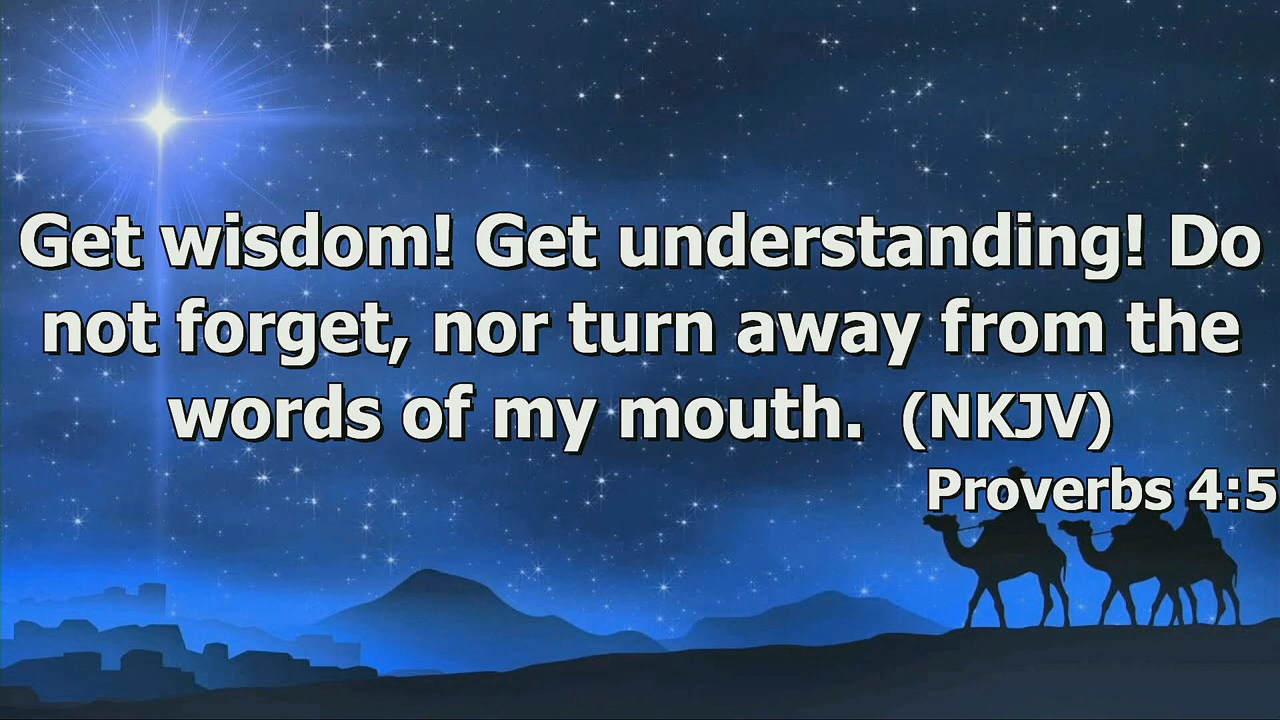 Get wisdom! Get understanding! Do
not forget, nor turn away from the
words of my mouth. (NKJV)
Proverbs 4:5